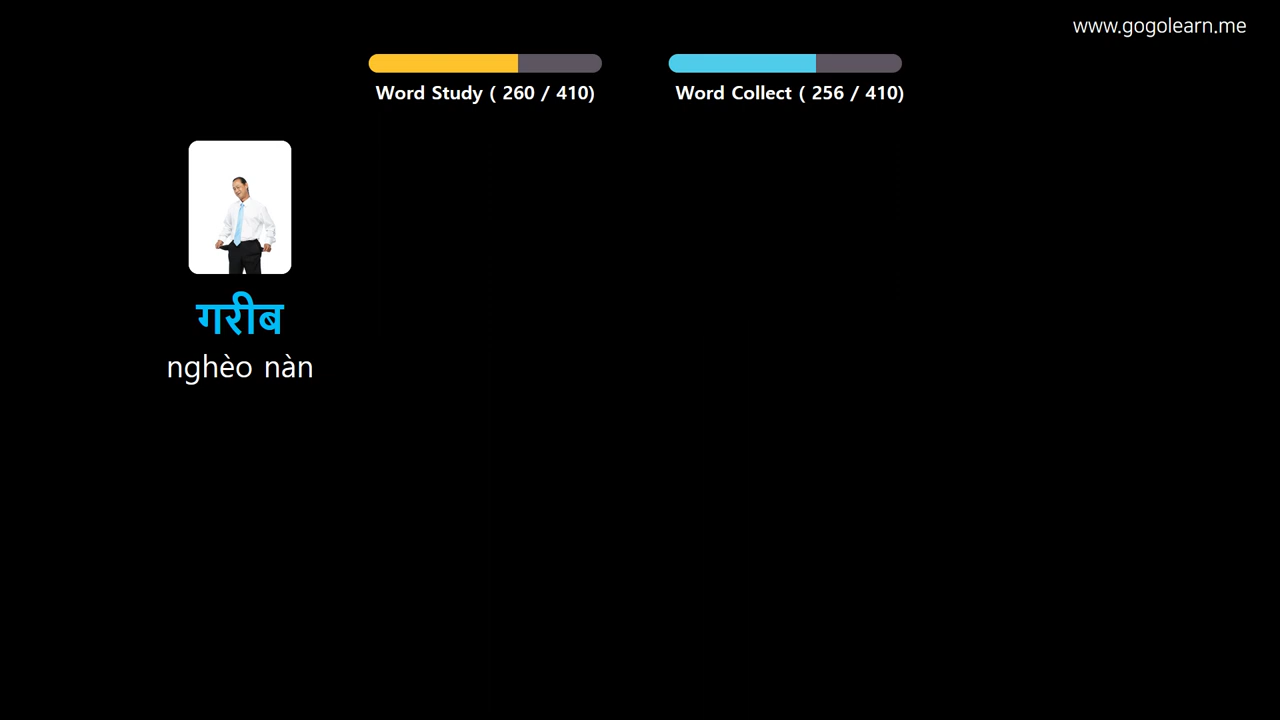 www.gogolearn.me
Word Study ( 260 / 410)
Word Collect ( 256 / 410)
गरीब
nghèo nàn